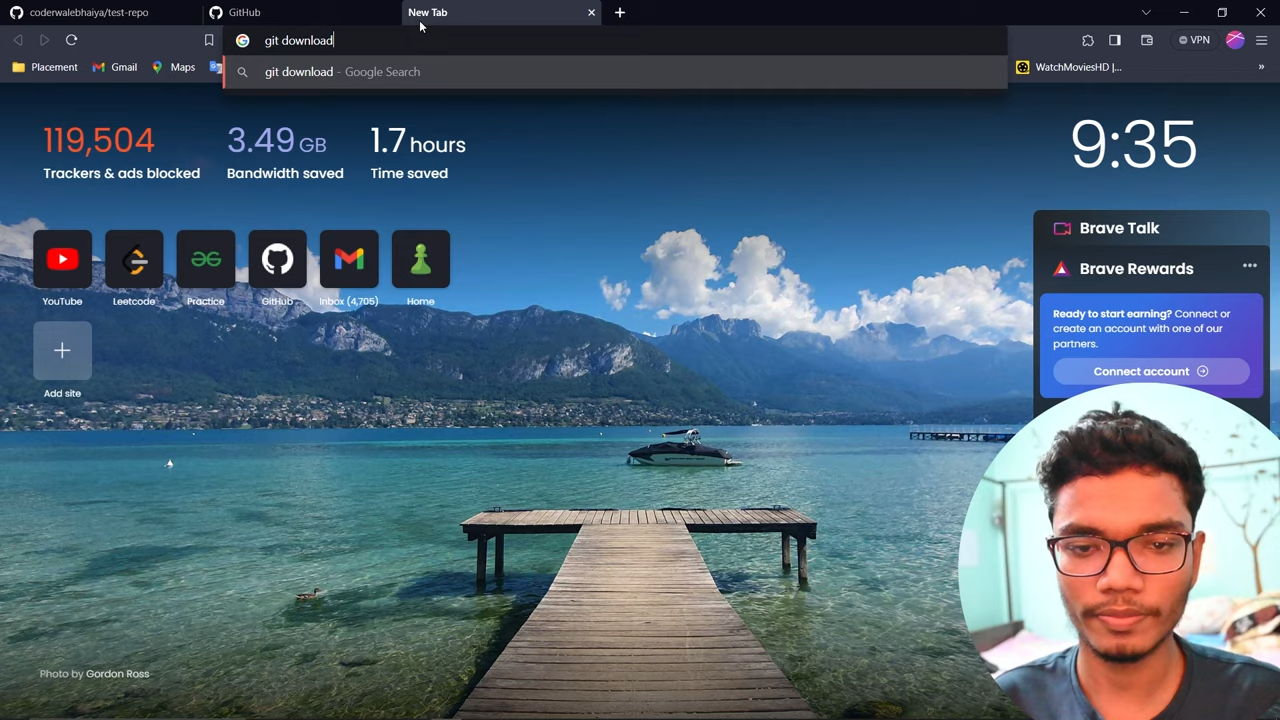 coderwalebhaiya/test-repo
GitHub
New Tab
git download
VPN
Placement
Gmail
Maps
git download - Google Search
WatchMoviesHD |...
119,504
Trackers & ads blocked
3.49 GB
Bandwidth saved
1.7 hours
Time saved
9:35
YouTube
Leetcode
Practice
GitHub
Inbox (4,705)
Home
Add site
Brave Talk
Brave Rewards
Ready to start earning? Connect or
create an account with one of our
partners.
Connect account
Photo by Gordon Ross